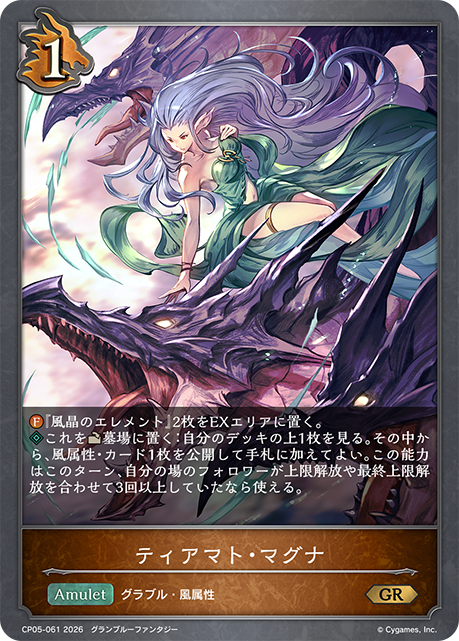 1
F『風晶のエレメント』2枚をEXエリアに置く。
これを墓場に置く:自分のデッキの上1枚を見る。その中か
ら、風属性・カード1枚を公開して手札に加えてよい。この能力
はこのターン、自分の場のフォロワーが上限解放や最終上限解
放を合わせて3回以上していたなら使える。
ティアマト・マグナ
Amulet グラブル・風属性 GR
CP05-061 2026 グランブルーファンタジー © Cygames, Inc.